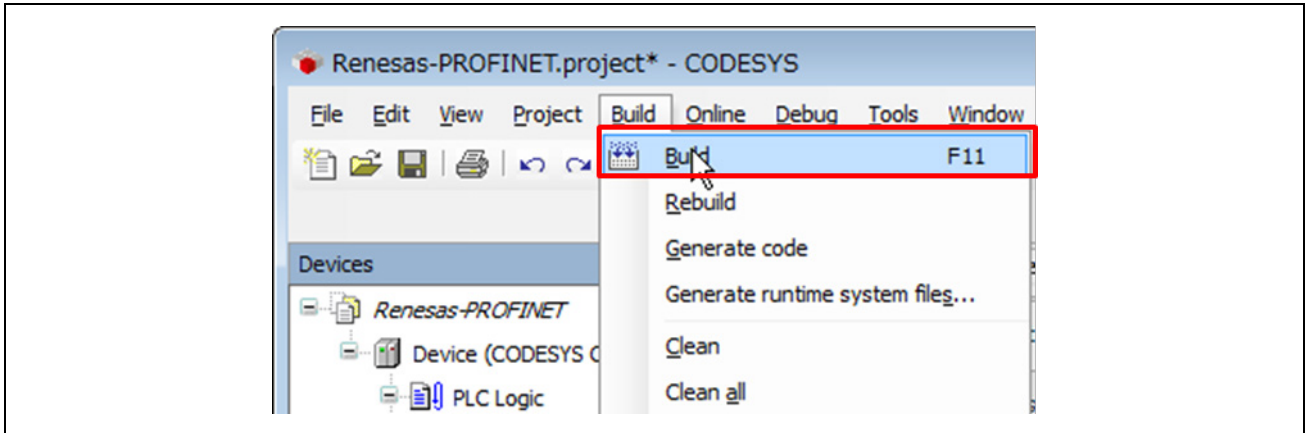 Renesas-PROFINET.project* - CODESYS
File Edit View Project Build Online Debug Tools Window
Build F11
Rebuild
Generate code
Devices
Generate runtime system files...
Renesas-PROFINET
Clean
Device (CODESYS
Clean all
PLC Logic